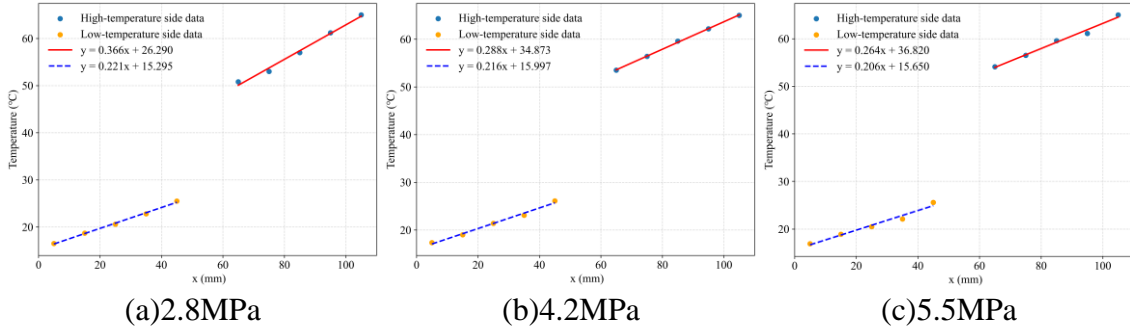 High-temperature side data
Low-temperature side data
y = 0.366x + 26.290
y = 0.221x + 15.295
Temperature (℃)
60
50
40
30
20
0
20
40
60
80
100
x (mm)
(a)2.8MPa
High-temperature side data
Low-temperature side data
y = 0.288x + 34.873
y = 0.216x + 15.997
Temperature (℃)
60
50
40
30
20
0
20
40
60
80
100
x (mm)
(b)4.2MPa
High-temperature side data
Low-temperature side data
y = 0.264x + 36.820
y = 0.206x + 15.650
Temperature (℃)
60
50
40
30
20
0
20
40
60
80
100
x (mm)
(c)5.5MPa